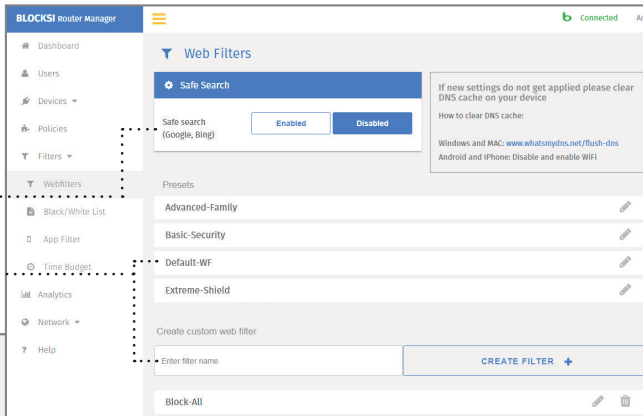 BLOCKSI Router Manager
Connected
Dashboard
Users
Devices
Policies
Filters
Webfilters
Black/White List
App Filter
Time Budget
Analytics
Network
? Help
Web Filters
Safe Search
Safe search
(Google, Bing)
Enabled
Disabled
If new settings do not get applied please clear
DNS cache on your device
How to clear DNS cache:
Windows and MAC: www.whatsmydns.net/flush-dns
Android and IPhone: Disable and enable WiFi
Presets
Advanced-Family
Basic-Security
Default-WF
Extreme-Shield
Create custom web filter
Enter filter name
CREATE FILTER +
Block-All